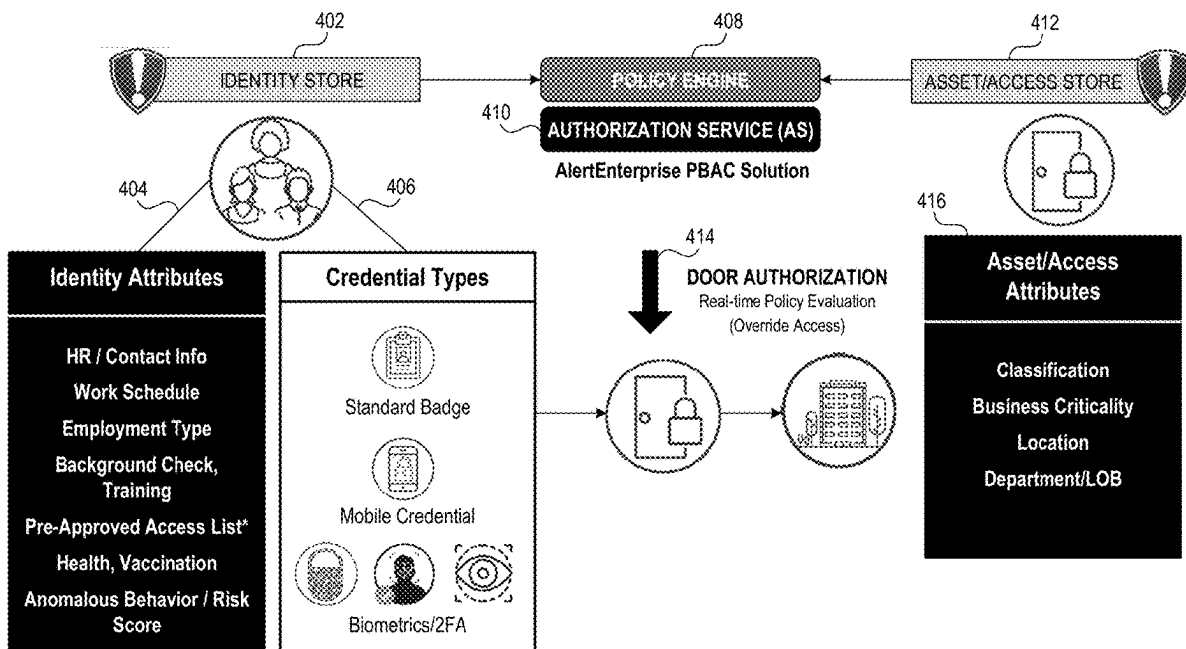 402
408
412
IDENTITY STORE
POLICY ENGINE
ASSET/ACCESS STORE
410
AUTHORIZATION SERVICE (AS)
AlertEnterprise PBAC Solution
404
406
416
414
Identity Attributes
HR / Contact Info
Work Schedule
Employment Type
Background Check,
Training
Pre-Approved Access List*
Health, Vaccination
Anomalous Behavior / Risk
Score
Credential Types
Standard Badge
Mobile Credential
Biometrics/2FA
DOOR AUTHORIZATION
Real-time Policy Evaluation
(Override Access)
Asset/Access
Attributes
Classification
Business Criticality
Location
Department/LOB